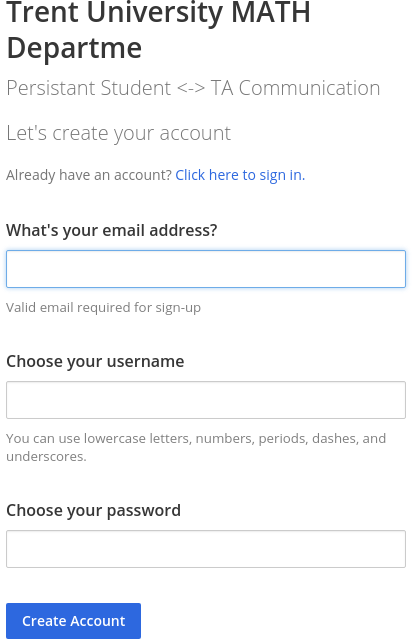 Trent University MATH
Departme
Persistant Student <-> TA Communication
Let's create your account
Already have an account? Click here to sign in.
What's your email address?
Valid email required for sign-up
Choose your username
You can use lowercase letters, numbers, periods, dashes, and
underscores.
Choose your password
Create Account